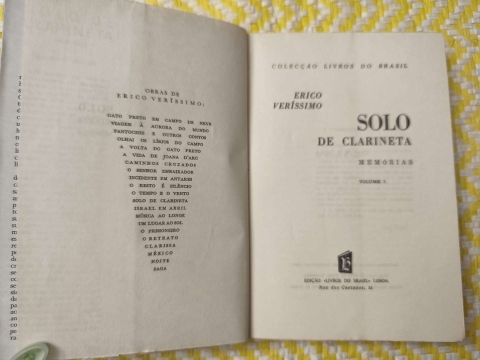 OBRAS DE
ERICO VERÍSSIMO:
GATO PRETO EM CAMPO DE NEVE
VIAGEM À AURORA DO MUNDO
FANTOCHES E OUTROS CONTOS
OLHAI OS LÍRIOS DO CAMPO
A VOLTA DO GATO PRETO
A VIDA DE JOANA D'ARC
CAMINHOS CRUZADOS
O SENHOR EMBAIXADOR
INCIDENTE EM ANTARES
O RESTO É SILÊNCIO
O TEMPO E O VENTO
SOLO DE CLARINETA
ISRAEL EM ABRIL
MÚSICA AO LONGE
UM LUGAR AO SOL
O PRISIONEIRO
O RETRATO
CLARISSA
MÉXICO
NOITE
SAGA
COLECÇÃO LIVROS DO BRASIL
ERICO
VERÍSSIMO
SOLO
DE CLARINETA
MEMÓRIAS
VOLUME I
EDIÇÃO «LIVROS DO BRASIL» LISBOA
Rua dos Caetanos, 22